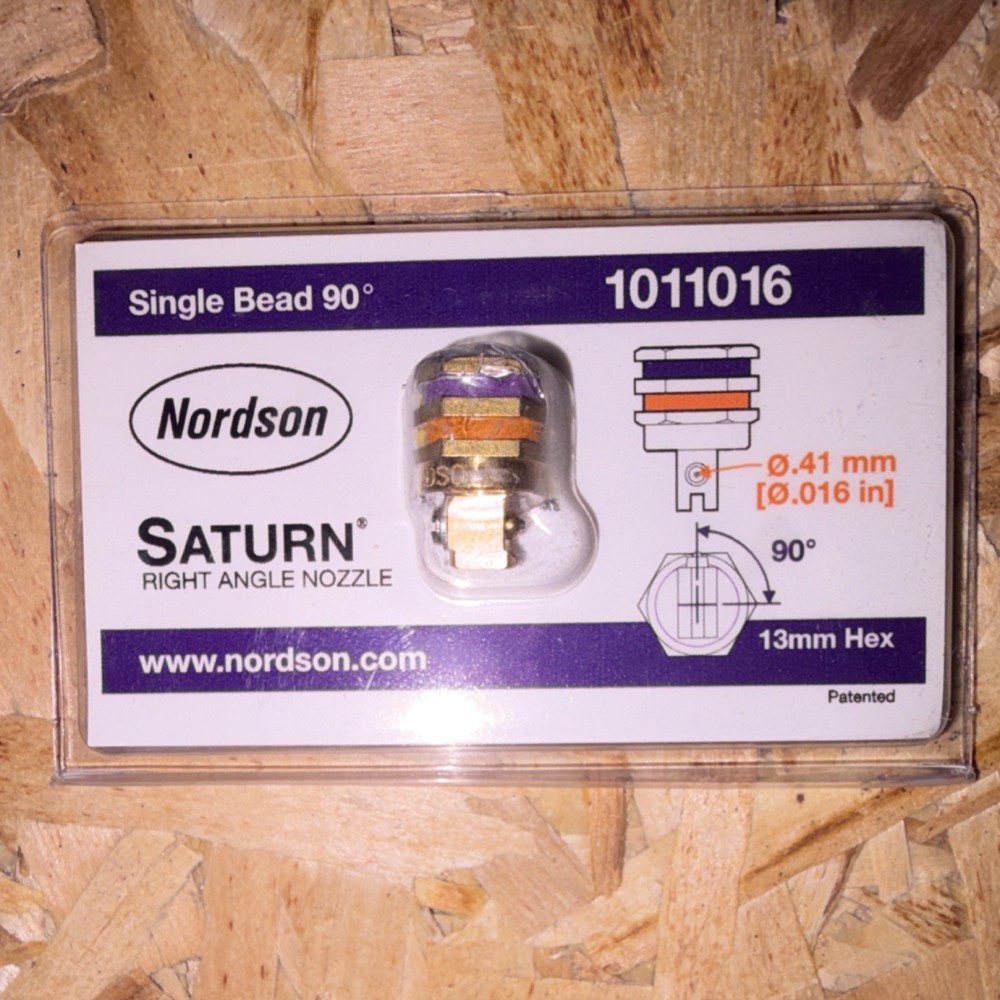 Single Bead 90°
1011016
Nordson
SATURN®
RIGHT ANGLE NOZZLE
Ø.41 mm
[Ø.016 in]
90°
13mm Hex
www.nordson.com
Patented